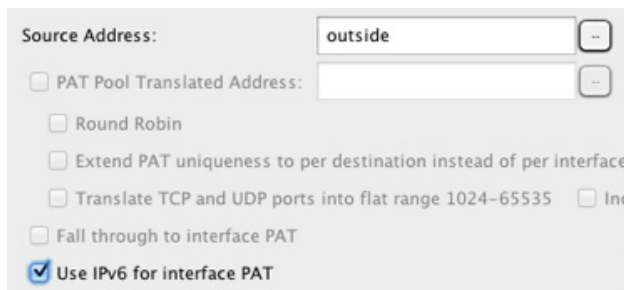 Source Address: outside ..
PAT Pool Translated Address: ..
Round Robin
Extend PAT uniqueness to per destination instead of per interface
Translate TCP and UDP ports into flat range 1024-65535
Fall through to interface PAT
Use IPv6 for interface PAT